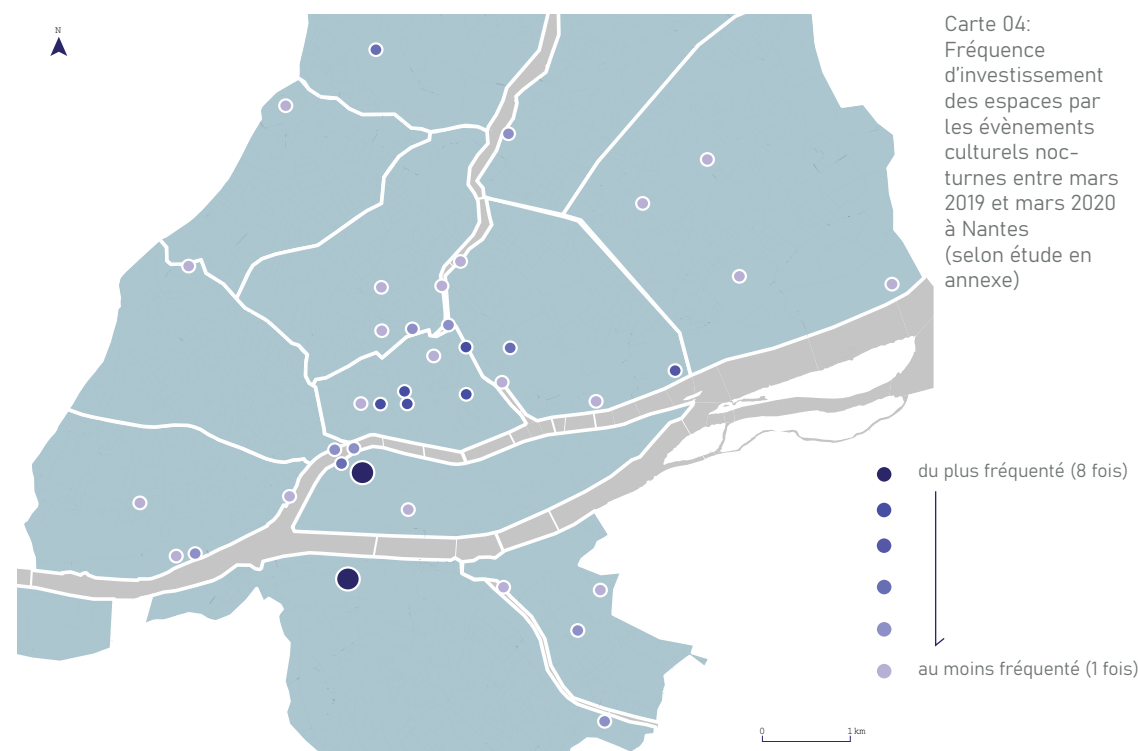 N
Carte 04:
Fréquence
d'investissement
des espaces par
les évènements
culturels noc-
turnes entre mars
2019 et mars 2020
à Nantes
(selon étude en
annexe)
du plus fréquenté (8 fois)
au moins fréquenté (1 fois)
0 1 km